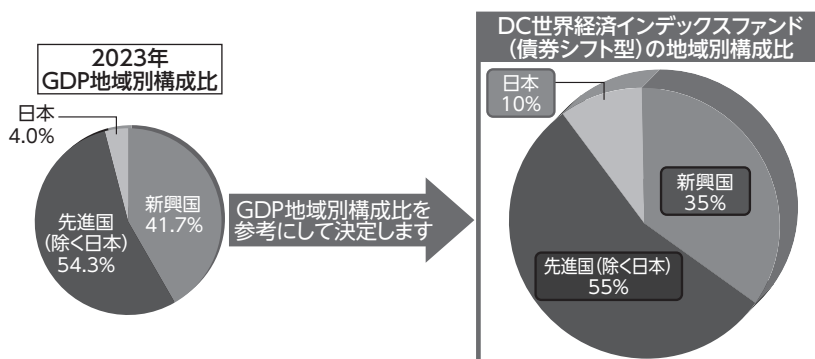 2023年
GDP地域別構成比
日本
4.0%
新興国
41.7%
先進国
(除く日本)
54.3%
GDP地域別構成比を
参考にして決定します
DC世界経済インデックスファンド
(債券シフト型)の地域別構成比
日本
10%
新興国
35%
先進国(除く日本)
55%